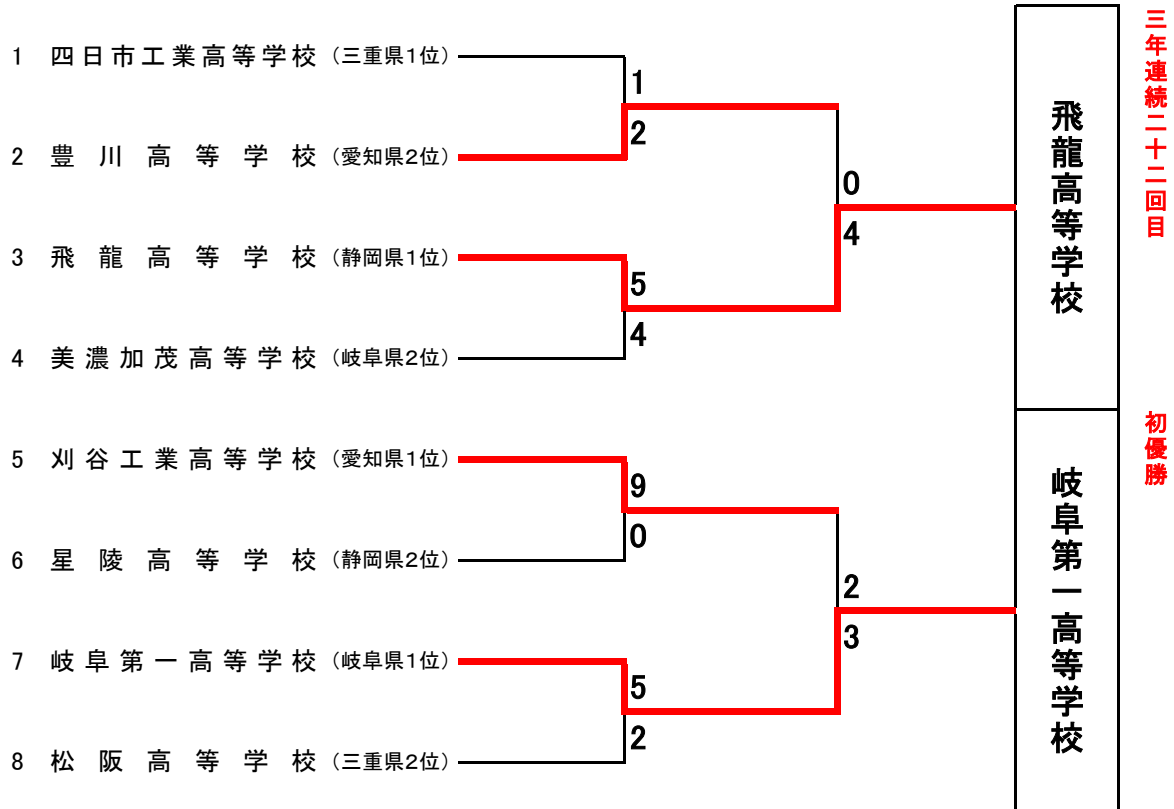 1 四日市工業高等学校 (三重県1位)
1
2
2 豊川高等学校 (愛知県2位)
0
4
3 飛龍高等学校 (静岡県1位)
5
4
4 美濃加茂高等学校 (岐阜県2位)
飛龍高等学校
三年連続二十二回目
5 刈谷工業高等学校 (愛知県1位)
9
0
6 星陵高等学校 (静岡県2位)
2
3
7 岐阜第一高等学校 (岐阜県1位)
5
2
8 松阪高等学校 (三重県2位)
岐阜第一高等学校
初優勝